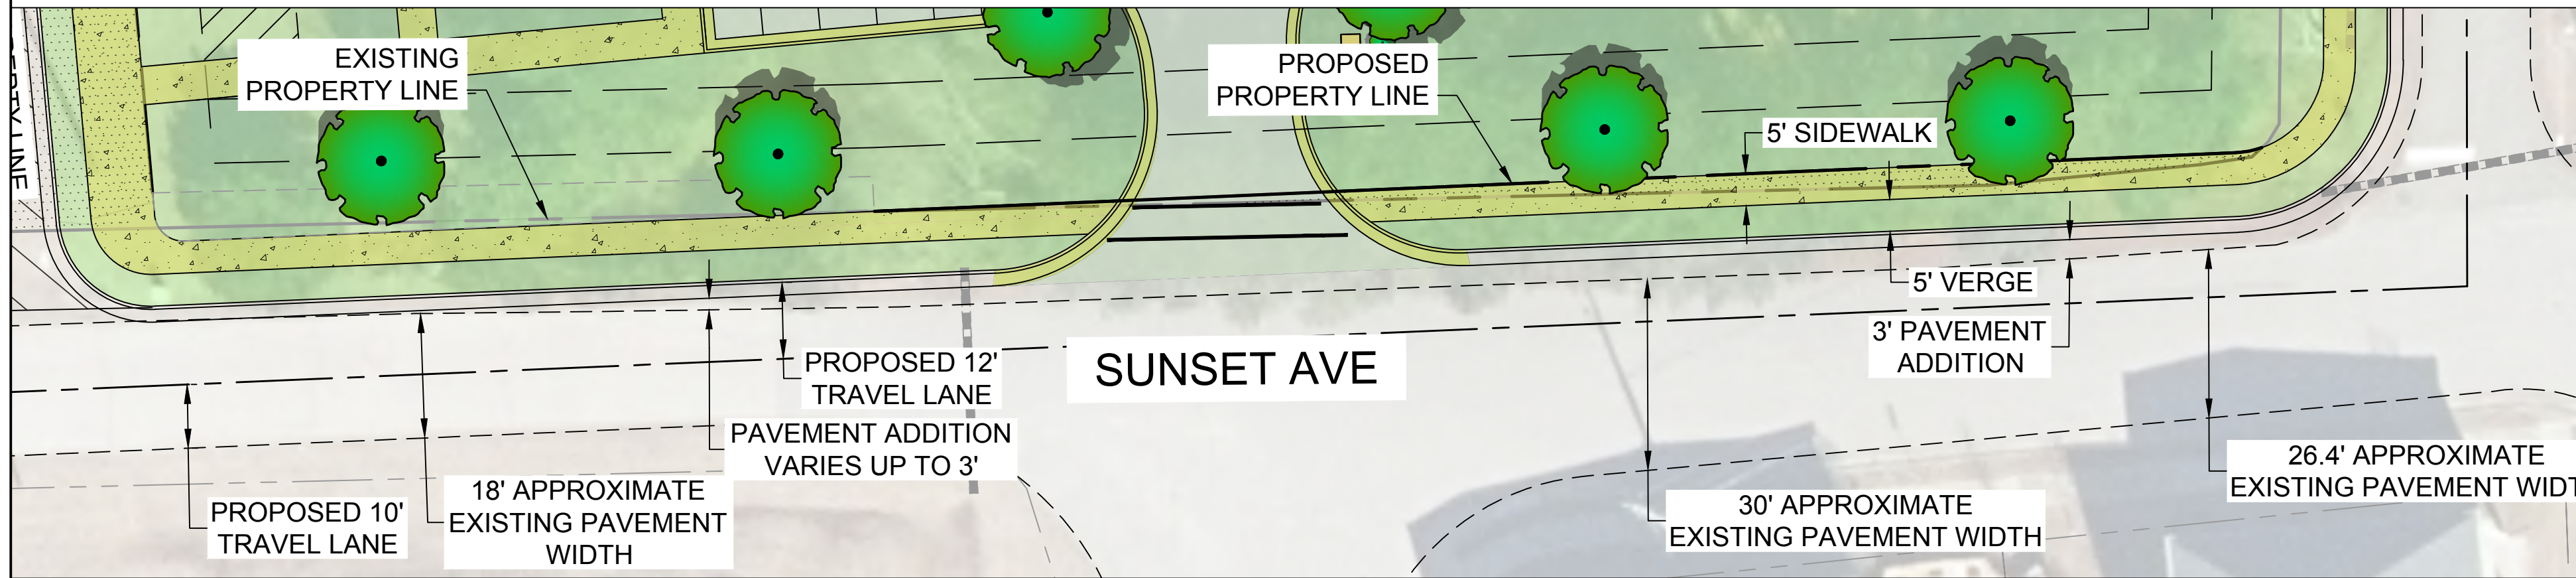 EXISTING
PROPERTY LINE
PROPOSED
PROPERTY LINE
5' SIDEWALK
5' VERGE
3' PAVEMENT
ADDITION
PROPOSED 12'
TRAVEL LANE
SUNSET AVE
PAVEMENT ADDITION
VARIES UP TO 3'
18' APPROXIMATE
EXISTING PAVEMENT
WIDTH
PROPOSED 10'
TRAVEL LANE
30' APPROXIMATE
EXISTING PAVEMENT WIDTH
26.4' APPROXIMATE
EXISTING PAVEMENT WIDT
LINE